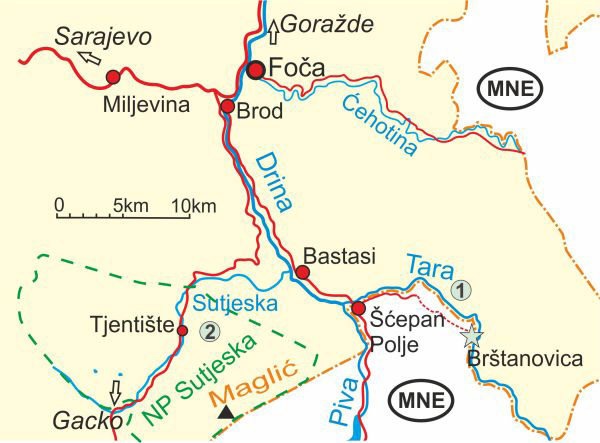 Goražde
Sarajevo
Foča
MNE
Miljevina
Brod
Čehotina
Drina
0 5km 10km
Bastasi
Tara
1
Sutjeska
Tjentište
2
Šćepan
Polje
Brštanovica
NP Sutjeska
Maglić
Piva
MNE
Gacko